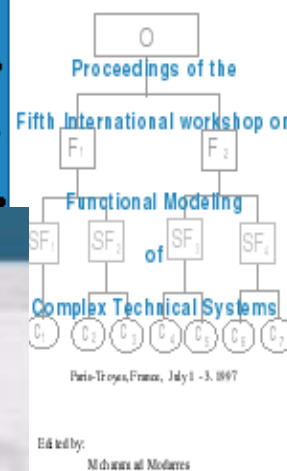 O
Proceedings of the
Fifth International workshop on
F1 F2
Functional Modeling
SF1 SF2 SF3 SF4
of
Complex Technical Systems
C1 C2 C3 C4 C5 C6 C7
Paris-Troyes, France, July 1 - 3. 1997
Edited by:
Mohammad Modarres